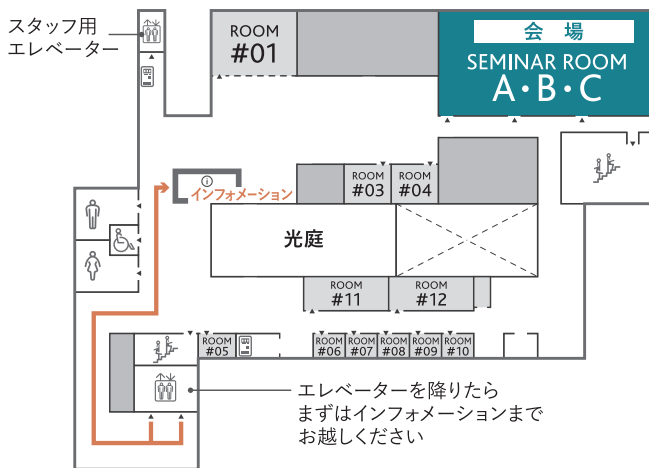 スタッフ用
エレベーター
ROOM
#01
会場
SEMINAR ROOM
A・B・C
インフォメーション
ROOM
#03
ROOM
#04
光庭
ROOM
#11
ROOM
#12
ROOM
#05
ROOM
#06
ROOM
#07
ROOM
#08
ROOM
#09
ROOM
#10
エレベーターを降りたら
まずはインフォメーションまで
お越しください